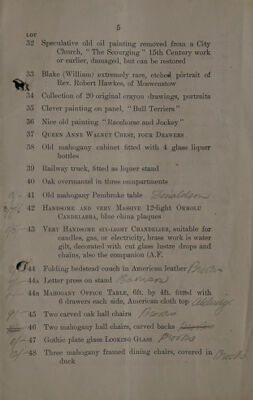 5
LOT
32 Speculative old oil painting removed from a City
Church, "The Scourging" 15th Century work
or earlier, damaged, but can be restored
33 Blake (William) extremely rare, etched portrait of
Rev. Robert Hawkes, of Morwenstow
34 Collection of 20 original crayon drawings, portraits
35 Clever painting on panel, "Bull Terriers"
36 Nice old painting "Racehorse and Jockey"
37 QUEEN ANNE WALNUT CHEST, FOUR DRAWERS
38 Old mahogany cabinet fitted with 4 glass liquer
bottles
39 Railway truck, fitted as liquer stand
40 Oak overmantel in three compartments
41 Old mahogany Pembroke table Donaldson
42 HANDSOME AND VERY MASSIVE 12-light ORMOLU
CANDELABRA, blue china plaques
43 VERY HANDSOME SIX-LIGHT CHANDELIER, suitable for
candles, gas, or electricity, brass work is water
gilt, decorated with cut glass lustre drops and
chains, also the companion (A.F.
44 Folding bedstead couch in American leather
44A Letter press on stand
44B MAHOGANY OFFICE TABLE, 6ft. by 4ft. fitted with
6 drawers each side, American cloth top
45 Two carved oak hall chairs
46 Two mahogany hall chairs, carved backs
47 Gothic plate glass LOOKING GLASS
48 Three mahogany framed dining chairs, covered in
duck